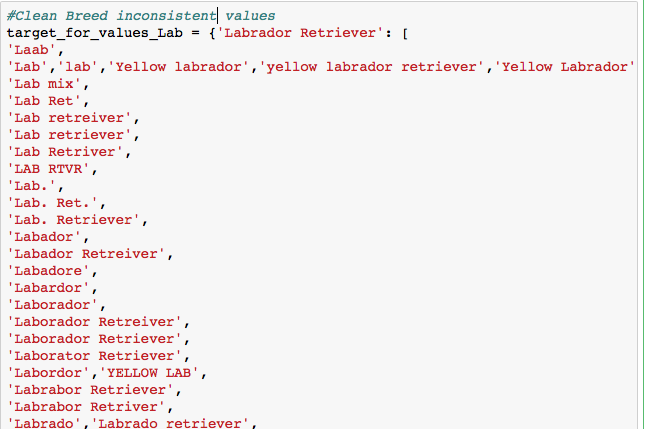 #Clean Breed inconsistent values
target_for_values_Lab = {'Labrador Retriever': [
'Laab',
'Lab','lab','Yellow labrador','yellow labrador retriever','Yellow Labrador'
'Lab mix',
'Lab Ret',
'Lab retreiver',
'Lab retriever',
'Lab Retriver',
'LAB RTVR',
'Lab.',
'Lab. Ret.',
'Lab. Retriever',
'Labador',
'Labador Retreiver',
'Labadore',
'Labardor',
'Laborador',
'Laborador Retreiver',
'Laborador Retriever',
'Laborator Retriever',
'Labordor','YELLOW LAB',
'Labrabor Retriever',
'Labrabor Retriver',
'Labrado','Labrado retriever',